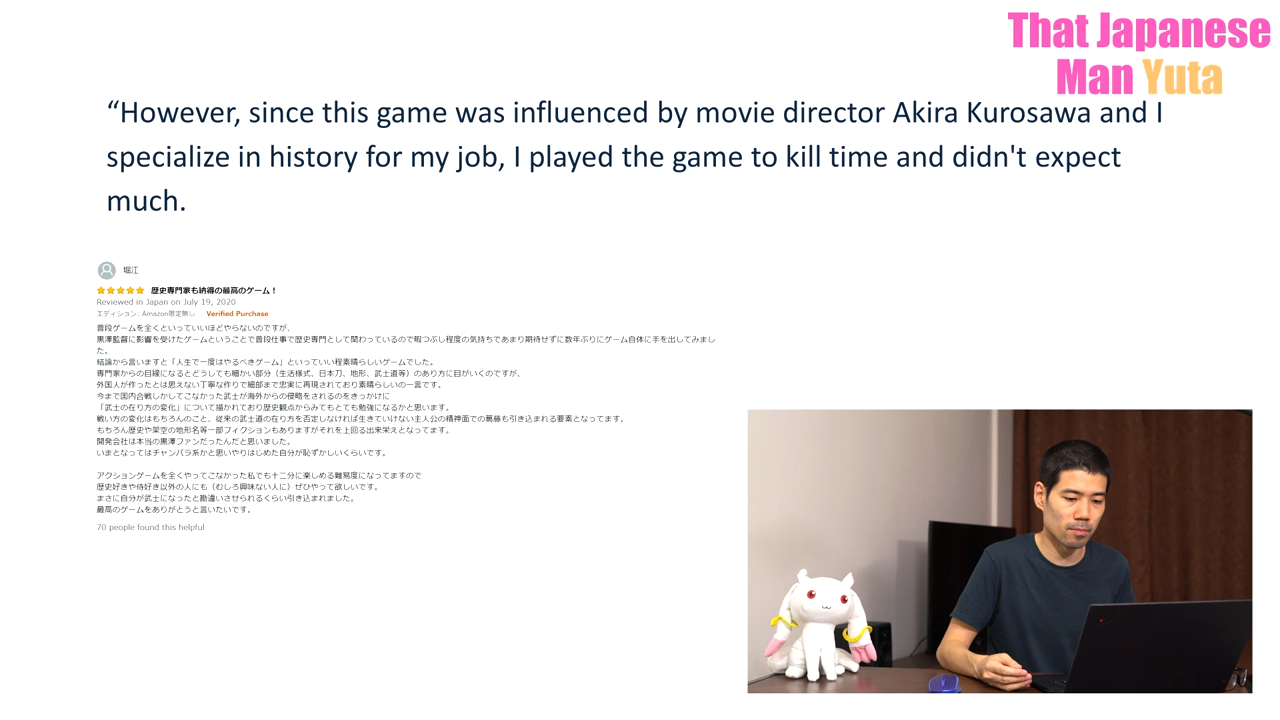 That Japanese
Man Yuta
“However, since this game was influenced by movie director Akira Kurosawa and I
specialize in history for my job, I played the game to kill time and didn't expect
much.
堀江
歴史専門家も納得の最高のゲーム！
Reviewed in Japan on July 19, 2020
エディション: Amazon限定無し Verified Purchase
普段ゲームを全くといっていいほどやらないのですが、
黒澤監督に影響を受けたゲームということで普段仕事で歴史専門として関わっているので暇つぶし程度の気持ちであまり期待せずに数年ぶりにゲーム自体に手を出してみまし
た。
結論から言いますと「人生で一度はやるべきゲーム」といっていい程素晴らしいゲームでした。
専門家からの目線になるとどうしても細かい部分（生活様式、日本刀、地形、武士道等）のあり方に目がいくのですが、
外国人が作ったとは思えない丁寧な作りで細部まで忠実に再現されており素晴らしいの一言です。
今まで国内合戦しかしてこなかった武士が海外からの侵略をされるのをきっかけに
「武士の在り方の変化」について描かれており歴史観点からみてもとても勉強になるかと思います。
戦い方の変化はもちろんのこと、従来の武士道の在り方を否定しなければ生きていけない主人公の精神面での葛藤も引き込まれる要素となってます。
もちろん歴史や架空の地形名等一部フィクションもありますがそれを上回る出来栄えとなってます。
開発会社は本当の黒澤ファンだったんだと思いました。
いまとなってはチャンバラ系かと思いやりはじめた自分が恥ずかしいくらいです。
アクションゲームを全くやってこなかった私でも十二分に楽しめる難易度になってますので
歴史好きや侍好き以外の人にも（むしろ興味ない人に）ぜひやって欲しいです。
まさに自分が武士になったと勘違いさせられるくらい引き込まれました。
最高のゲームをありがとうと言いたいです。
70 people found this helpful